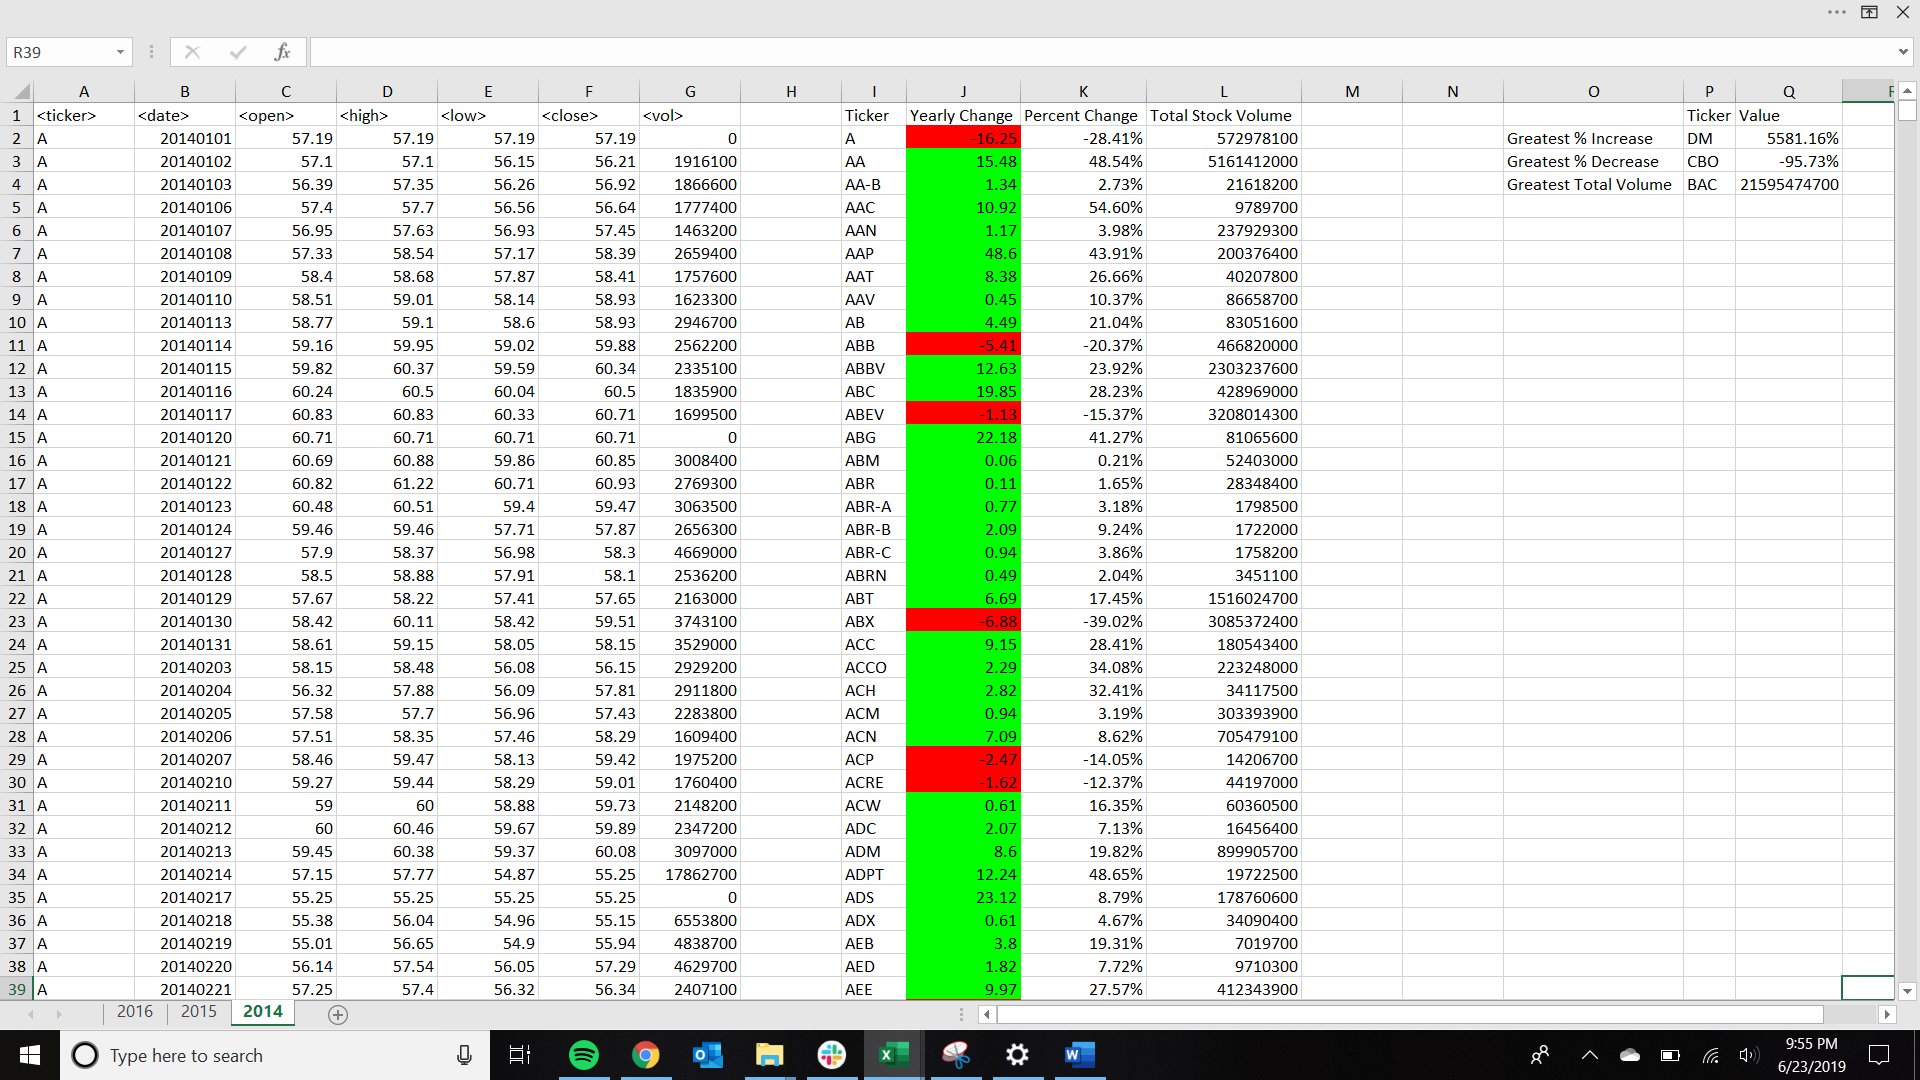 R39 fx
A B C D E F G H I J K L M N O P Q R
1 <ticker> <date> <open> <high> <low> <close> <vol> Ticker Yearly Change Percent Change Total Stock Volume Ticker Value
2 A 20140101 57.19 57.19 57.19 57.19 0 A -16.25 -28.41% 572978100 Greatest % Increase DM 5581.16%
3 A 20140102 57.1 57.1 56.15 56.21 1916100 AA 15.48 48.54% 5161412000 Greatest % Decrease CBO -95.73%
4 A 20140103 56.39 57.35 56.26 56.92 1866600 AA-B 1.34 2.73% 21618200 Greatest Total Volume BAC 21595474700
5 A 20140106 57.4 57.7 56.56 56.64 1777400 AAC 10.92 54.60% 9789700
6 A 20140107 56.95 57.63 56.93 57.45 1463200 AAN 1.17 3.98% 237929300
7 A 20140108 57.33 58.54 57.17 58.39 2659400 AAP 48.6 43.91% 200376400
8 A 20140109 58.4 58.68 57.87 58.41 1757600 AAT 8.38 26.66% 40207800
9 A 20140110 58.51 59.01 58.14 58.93 1623300 AAV 0.45 10.37% 86658700
10 A 20140113 58.77 59.1 58.6 58.93 2946700 AB 4.49 21.04% 83051600
11 A 20140114 59.16 59.95 59.02 59.88 2562200 ABB -5.41 -20.37% 466820000
12 A 20140115 59.82 60.37 59.59 60.34 2335100 ABBV 12.63 23.92% 2303237600
13 A 20140116 60.24 60.5 60.04 60.5 1835900 ABC 19.85 28.23% 428969000
14 A 20140117 60.83 60.83 60.33 60.71 1699500 ABEV -1.13 -15.37% 3208014300
15 A 20140120 60.71 60.71 60.71 60.71 0 ABG 22.18 41.27% 81065600
16 A 20140121 60.69 60.88 59.86 60.85 3008400 ABM 0.06 0.21% 52403000
17 A 20140122 60.82 61.22 60.71 60.93 2769300 ABR 0.11 1.65% 28348400
18 A 20140123 60.48 60.51 59.4 59.47 3063500 ABR-A 0.77 3.18% 1798500
19 A 20140124 59.46 59.46 57.71 57.87 2656300 ABR-B 2.09 9.24% 1722000
20 A 20140127 57.9 58.37 56.98 58.3 4669000 ABR-C 0.94 3.86% 1758200
21 A 20140128 58.5 58.88 57.91 58.1 2536200 ABRN 0.49 2.04% 3451100
22 A 20140129 57.67 58.22 57.41 57.65 2163000 ABT 6.69 17.45% 1516024700
23 A 20140130 58.42 60.11 58.42 59.51 3743100 ABX -6.88 -39.02% 3085372400
24 A 20140131 58.61 59.15 58.05 58.15 3529000 ACC 9.15 28.41% 180543400
25 A 20140203 58.15 58.48 56.08 56.15 2929200 ACCO 2.29 34.08% 223248000
26 A 20140204 56.32 57.88 56.09 57.81 2911800 ACH 2.82 32.41% 34117500
27 A 20140205 57.58 57.7 56.96 57.43 2283800 ACM 0.94 3.19% 303393900
28 A 20140206 57.51 58.35 57.46 58.29 1609400 ACN 7.09 8.62% 705479100
29 A 20140207 58.46 59.47 58.13 59.42 1975200 ACP -2.47 -14.05% 14206700
30 A 20140210 59.27 59.44 58.29 59.01 1760400 ACRE -1.62 -12.37% 44197000
31 A 20140211 59 60 58.88 59.73 2148200 ACW 0.61 16.35% 60360500
32 A 20140212 60 60.46 59.67 59.89 2347200 ADC 2.07 7.13% 16456400
33 A 20140213 59.45 60.38 59.37 60.08 3097000 ADM 8.6 19.82% 899905700
34 A 20140214 57.15 57.77 54.87 55.25 17862700 ADPT 12.24 48.65% 19722500
35 A 20140217 55.25 55.25 55.25 55.25 0 ADS 23.12 8.79% 178760600
36 A 20140218 55.38 56.04 54.96 55.15 6553800 ADX 0.61 4.67% 34090400
37 A 20140219 55.01 56.65 54.9 55.94 4838700 AEB 3.8 19.31% 7019700
38 A 20140220 56.14 57.54 56.05 57.29 4629700 AED 1.82 7.72% 9710300
39 A 20140221 57.25 57.4 56.32 56.34 2407100 AEE 9.97 27.57% 412343900
2016 2015 2014
Type here to search
9:55 PM
6/23/2019